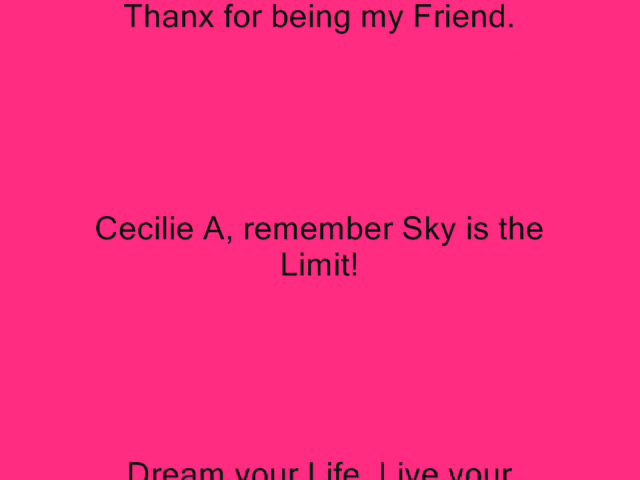 Thanx for being my Friend.
Cecilie A, remember Sky is the
Limit!
Dream your Life, Live your